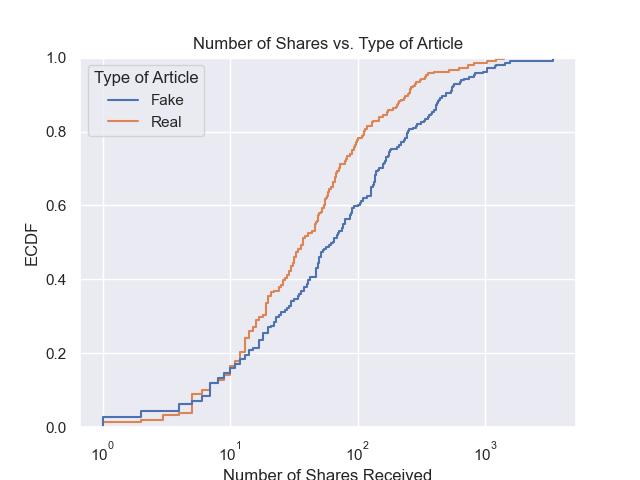 Number of Shares vs. Type of Article
Type of Article
Fake
Real
1.0
0.8
0.6
0.4
0.2
0.0
ECDF
10⁰
10¹
10²
10³
Number of Shares Received